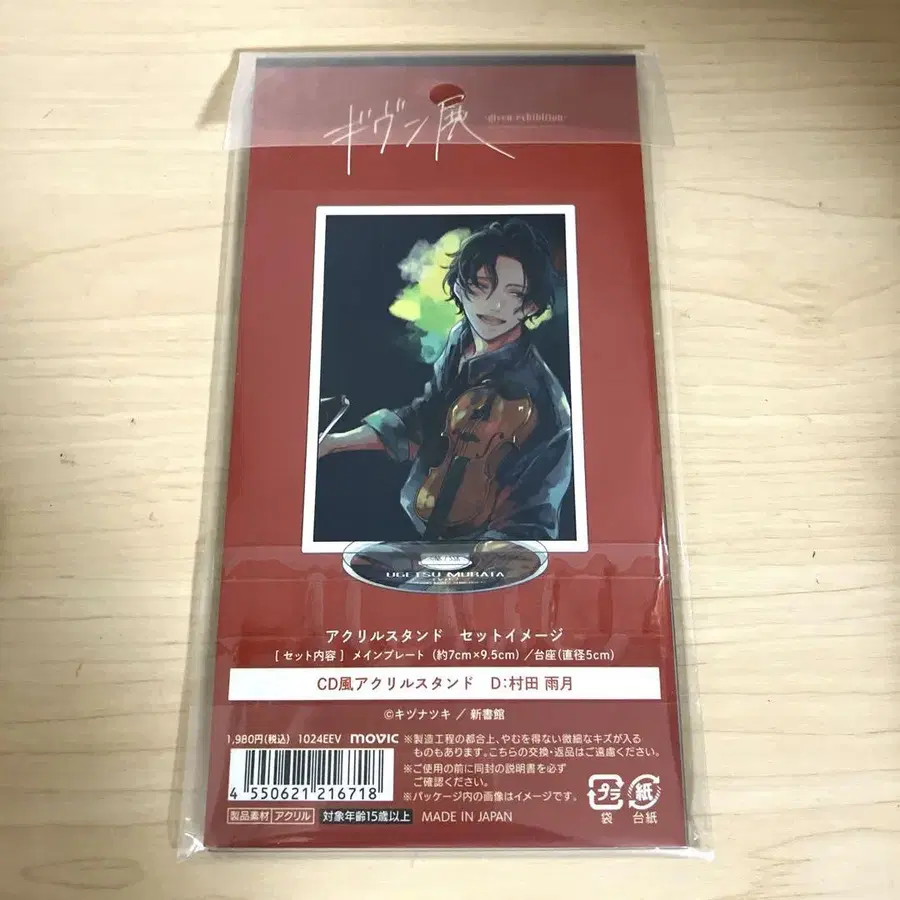 ギヴン展
given exhibition
UGETSU MURATA
アクリルスタンド セットイメージ
[ セット内容 ] メインプレート (約7cm×9.5cm) /台座(直径5cm)
CD風アクリルスタンド D:村田 雨月
©キヅナツキ / 新書館
1,980円(税込) 1024EEV movic
※製造工程の都合上、やむを得ない微細なキズが入る
ものもあります。こちらの交換・返品はご遠慮ください。
※ご使用の前に同封の説明書を必ず
ご確認ください。
※パッケージ内の画像はイメージです。
4 550621 216718
プラ 紙
袋 台紙
製品素材 アクリル 対象年齢15歳以上 MADE IN JAPAN